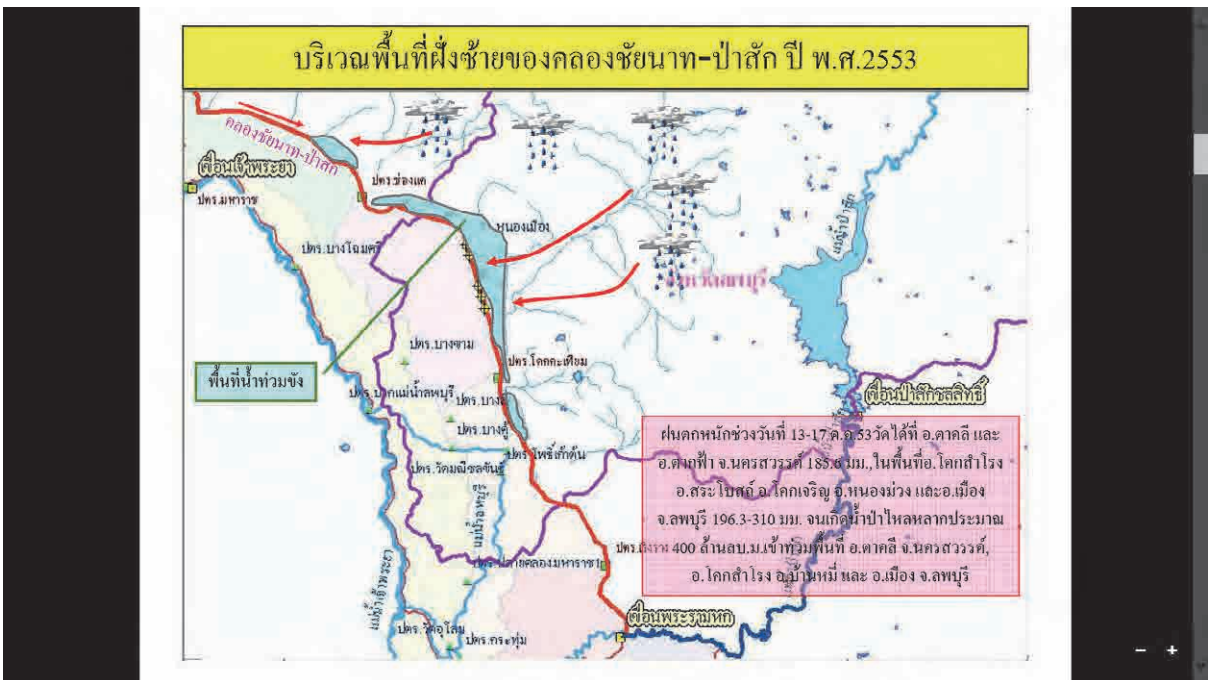 บริเวณพื้นที่ฝั่งซ้ายของคลองชัยนาท-ป่าสัก ปี พ.ศ.2553
คลองชัยนาท-ป่าสัก
เขื่อนเจ้าพระยา
ปตร.มหาราช
ปตร.ช่องแค
หนองเมือง
ปตร.บางโฉมศรี
แม่น้ำป่าสัก
จังหวัดลพบุรี
ปตร.บางขาม
ปตร.โคกกะเทียม
พื้นที่น้ำท่วมขัง
ปตร.ปากแม่น้ำลพบุรี
ปตร.บางคู้
เขื่อนป่าสักชลสิทธิ์
ปตร.โพธิ์เก้าต้น
ปตร.วัดมณีชลขันธ์
แม่น้ำลพบุรี
ฝนตกหนักช่วงวันที่ 13-17 ต.ค.53วัดได้ที่ อ.ตาคลี และ
อ.ตากฟ้า จ.นครสวรรค์ 185.6 มม.,ในพื้นที่อ.โคกสำโรง
อ.สระโบสถ์ อ.โคกเจริญ อ.หนองม่วง และอ.เมือง
จ.ลพบุรี 196.3-310 มม. จนเกิดน้ำป่าไหลหลากประมาณ
400 ล้านลบ.ม.เข้าท่วมพื้นที่ อ.ตาคลี จ.นครสวรรค์,
อ.โคกสำโรง อ.บ้านหมี่ และ อ.เมือง จ.ลพบุรี
ปตร.ปลายคลองมหาราช1
แม่น้ำเจ้าพระยา
เขื่อนพระรามหก
ปตร.วัดอุโลม
ปตร.กระทุ่ม